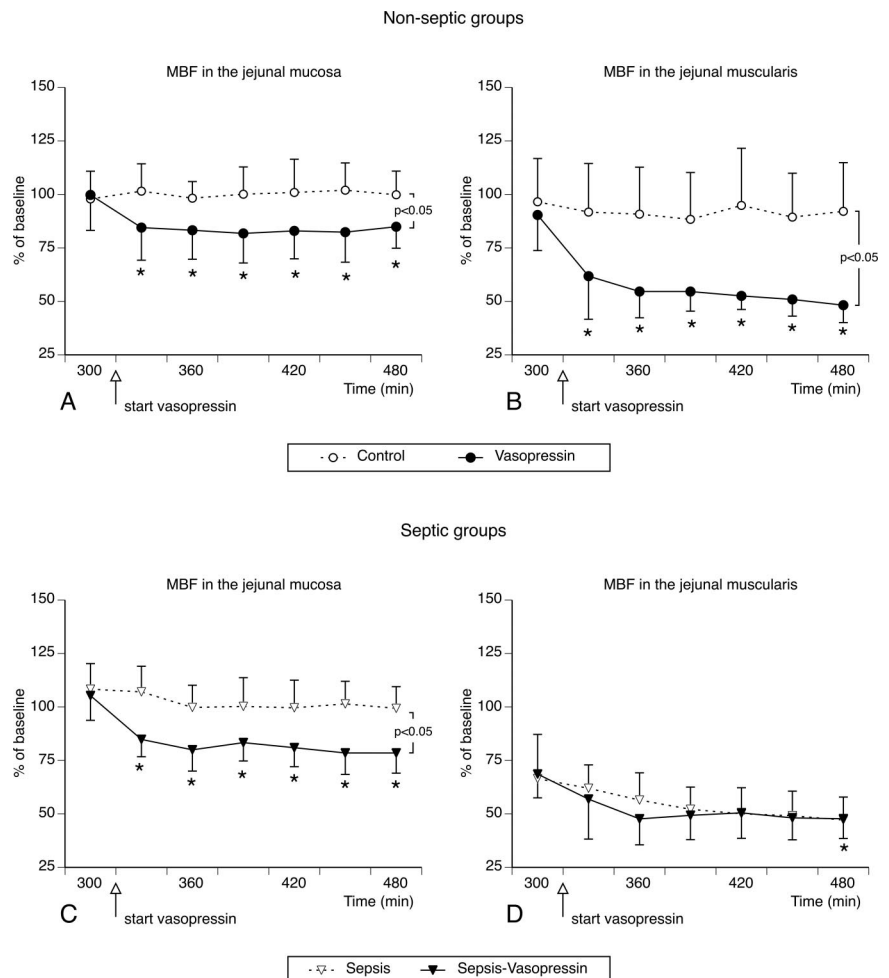 Non-septic groups
MBF in the jejunal mucosa
150
125
100
75
50
25
% of baseline
p<0.05
* * * * * *
300 360 420 480
Time (min)
A
start vasopressin
MBF in the jejunal muscularis
150
125
100
75
50
25
% of baseline
p<0.05
* * * * * *
300 360 420 480
Time (min)
B
start vasopressin
Control Vasopressin
Septic groups
MBF in the jejunal mucosa
150
125
100
75
50
25
% of baseline
p<0.05
* * * * * *
300 360 420 480
Time (min)
C
start vasopressin
MBF in the jejunal muscularis
150
125
100
75
50
25
% of baseline
*
300 360 420 480
Time (min)
D
start vasopressin
Sepsis Sepsis-Vasopressin